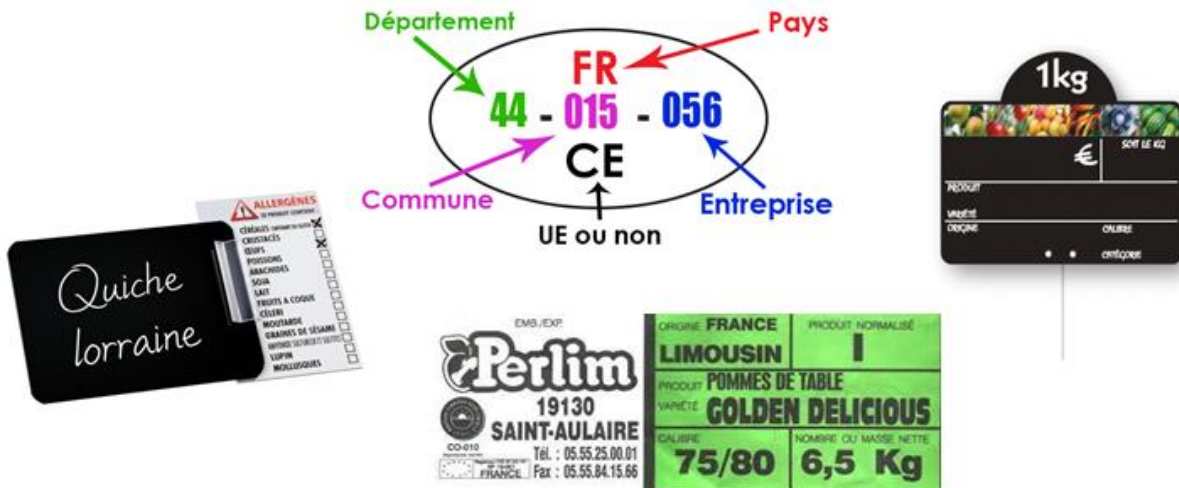 Département
Pays
FR
44 - 015 - 056
CE
Commune
Entreprise
UE ou non
1kg
€
SOIT LE KG
PRODUIT
VARIÉTÉ
ORIGINE
CALIBRE
CATÉGORIE
Quiche
lorraine
ALLERGÈNES
CÉRÉALES
CRUSTACÉS
ŒUFS
POISSONS
ARACHIDES
SOJA
LAIT
FRUITS À COQUE
CÉLERI
MOUTARDE
GRAINES DE SÉSAME
LUPIN
MOLLUSQUES
EMB./EXP.
Perlim
19130
SAINT-AULAIRE
CO-010
Tél. : 05.55.25.00.01
Fax : 05.55.84.15.66
FRANCE
ORIGINE FRANCE
LIMOUSIN
PRODUIT NORMALISÉ
I
PRODUIT POMMES DE TABLE
VARIÉTÉ GOLDEN DELICIOUS
CALIBRE
75/80
NOMBRE OU MASSE NETTE
6,5 Kg